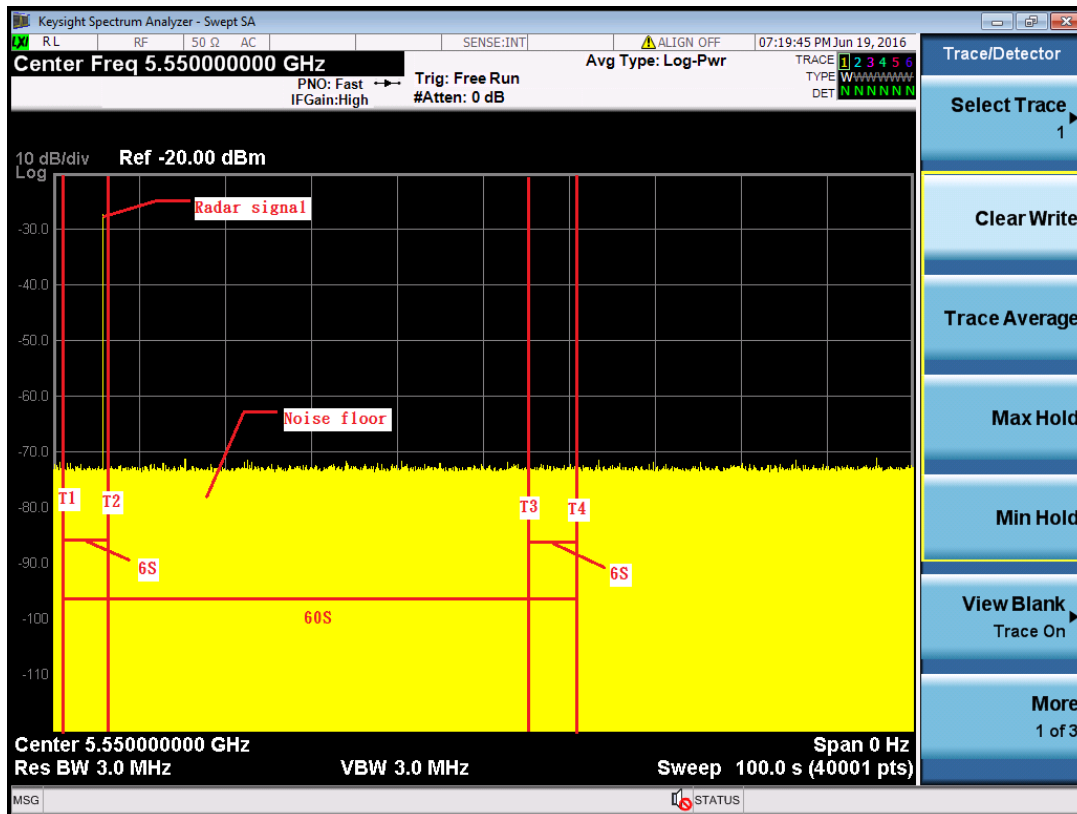 Keysight Spectrum Analyzer - Swept SA
LXI RL RF 50 Ω AC SENSE:INT ALIGN OFF 07:19:45 PM Jun 19, 2016
Center Freq 5.550000000 GHz
PNO: Fast
IFGain:High
Trig: Free Run
#Atten: 0 dB
Avg Type: Log-Pwr
TRACE 1 2 3 4 5 6
TYPE WWWWWW
DET N N N N N N
10 dB/div
Log
Ref -20.00 dBm
Radar signal
-30.0
-40.0
-50.0
-60.0
Noise floor
-70.0
T1
T2
T3
T4
-80.0
-90.0
6S
6S
60S
-100
-110
Center 5.550000000 GHz
Span 0 Hz
Res BW 3.0 MHz
VBW 3.0 MHz
Sweep 100.0 s (40001 pts)
MSG
STATUS
Trace/Detector
Select Trace
1
Clear Write
Trace Average
Max Hold
Min Hold
View Blank
Trace On
More
1 of 3